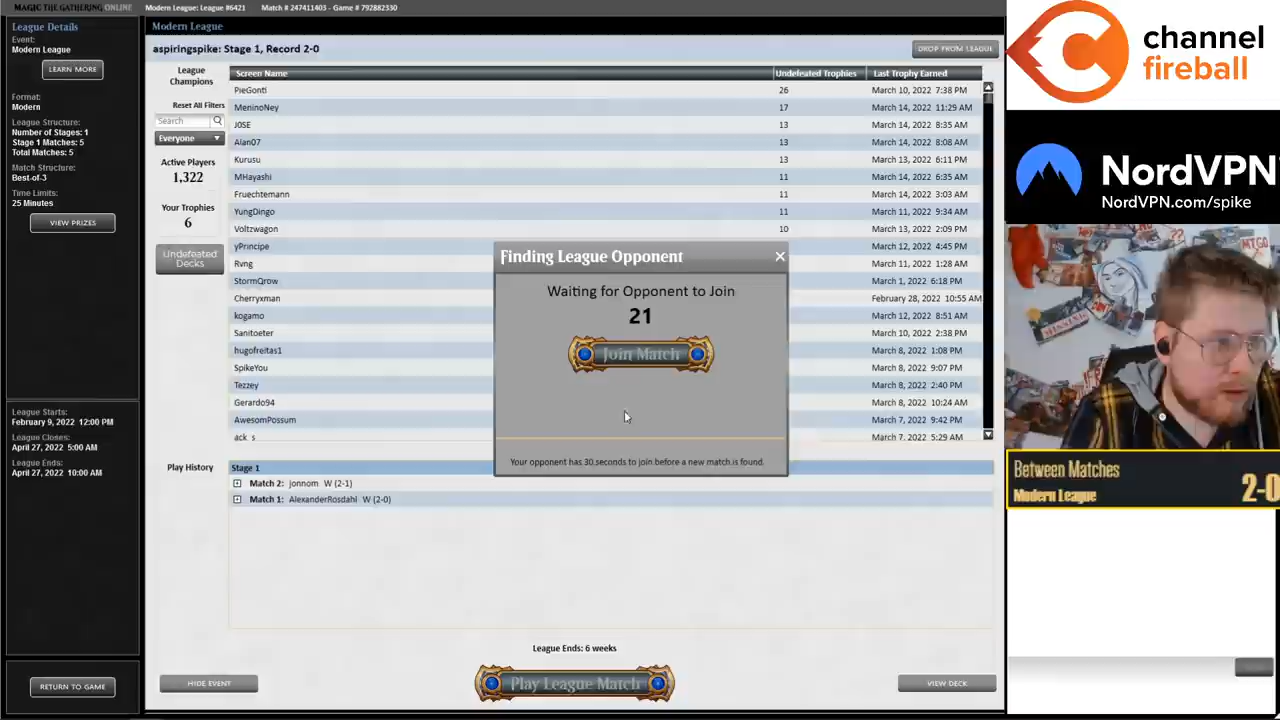 MAGIC THE GATHERING ONLINE
Modern League: League #6421
Match # 247411403 - Game # 792882330
League Details
Event:
Modern League
LEARN MORE
Format:
Modern
League Structure:
Number of Stages: 1
Stage 1 Matches: 5
Total Matches: 5
Match Structure:
Best-of-3
Time Limits:
25 Minutes
VIEW PRIZES
League Starts:
February 9, 2022 12:00 PM
League Closes:
April 27, 2022 5:00 AM
League Ends:
April 27, 2022 10:00 AM
RETURN TO GAME
Modern League
aspiringspike: Stage 1, Record 2-0
DROP FROM LEAGUE
League
Champions
Reset All Filters
Search
Everyone
Active Players
1,322
Your Trophies
6
Undefeated
Decks
Screen Name Undefeated Trophies Last Trophy Earned
PieGonti 26 March 10, 2022 7:38 PM
MeninoNey 17 March 14, 2022 11:29 AM
J0SE 13 March 14, 2022 8:35 AM
Alan07 13 March 14, 2022 8:08 AM
Kurusu 13 March 13, 2022 6:11 PM
MHayashi 11 March 14, 2022 6:35 AM
Fruechtemann 11 March 14, 2022 3:03 AM
YungDingo 11 March 11, 2022 9:34 AM
Voltzwagon 10 March 13, 2022 2:09 PM
yPrincipe March 12, 2022 4:45 PM
Rvng March 11, 2022 1:28 AM
StormQrow March 1, 2022 6:18 PM
Cherryxman February 28, 2022 10:55 AM
kogamo March 12, 2022 8:51 AM
Sanitoeter March 10, 2022 2:38 PM
hugofreitas1 March 8, 2022 1:08 PM
SpikeYou March 8, 2022 9:07 PM
Tezzey March 8, 2022 2:40 PM
Gerardo94 March 8, 2022 10:24 AM
AwesomPossum March 7, 2022 9:42 PM
ack_s March 7, 2022 5:29 AM
Finding League Opponent
Waiting for Opponent to Join
21
Join Match
Your opponent has 30 seconds to join before a new match is found.
Play History
Stage 1
Match 2: jonnom W (2-1)
Match 1: AlexanderRosdahl W (2-0)
League Ends: 6 weeks
HIDE EVENT
Play League Match
VIEW DECK
channel
fireball
NordVPN
NordVPN.com/spike
Between Matches
Modern League
2-0